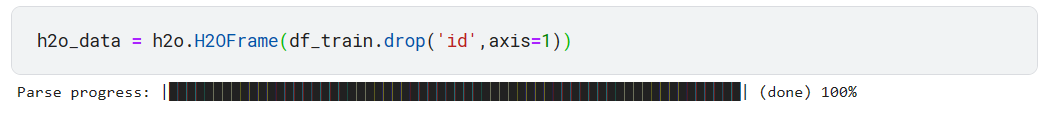 h2o_data = h2o.H2OFrame(df_train.drop('id',axis=1))
Parse progress: |████████████████████████████████████████████████████████████████| (done) 100%